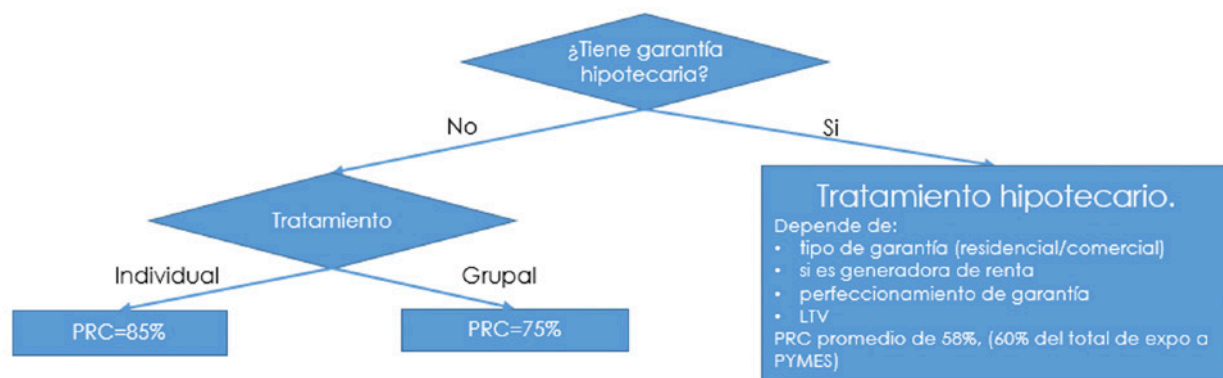 ¿Tiene garantía
hipotecaria?
No
Si
Tratamiento
Individual
Grupal
PRC=85%
PRC=75%
Tratamiento hipotecario.
Depende de:
• tipo de garantía (residencial/comercial)
• si es generadora de renta
• perfeccionamiento de garantía
• LTV
PRC promedio de 58%, (60% del total de expo a
PYMES)